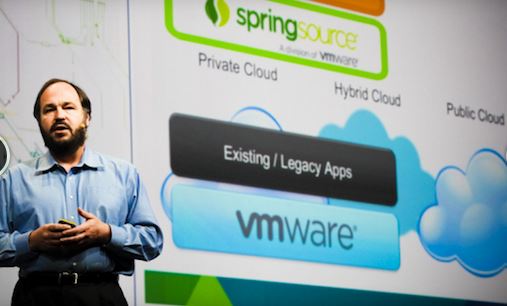 springsource
A division of vmware
Private Cloud
Hybrid Cloud
Public Cloud
Existing / Legacy Apps
vmware®